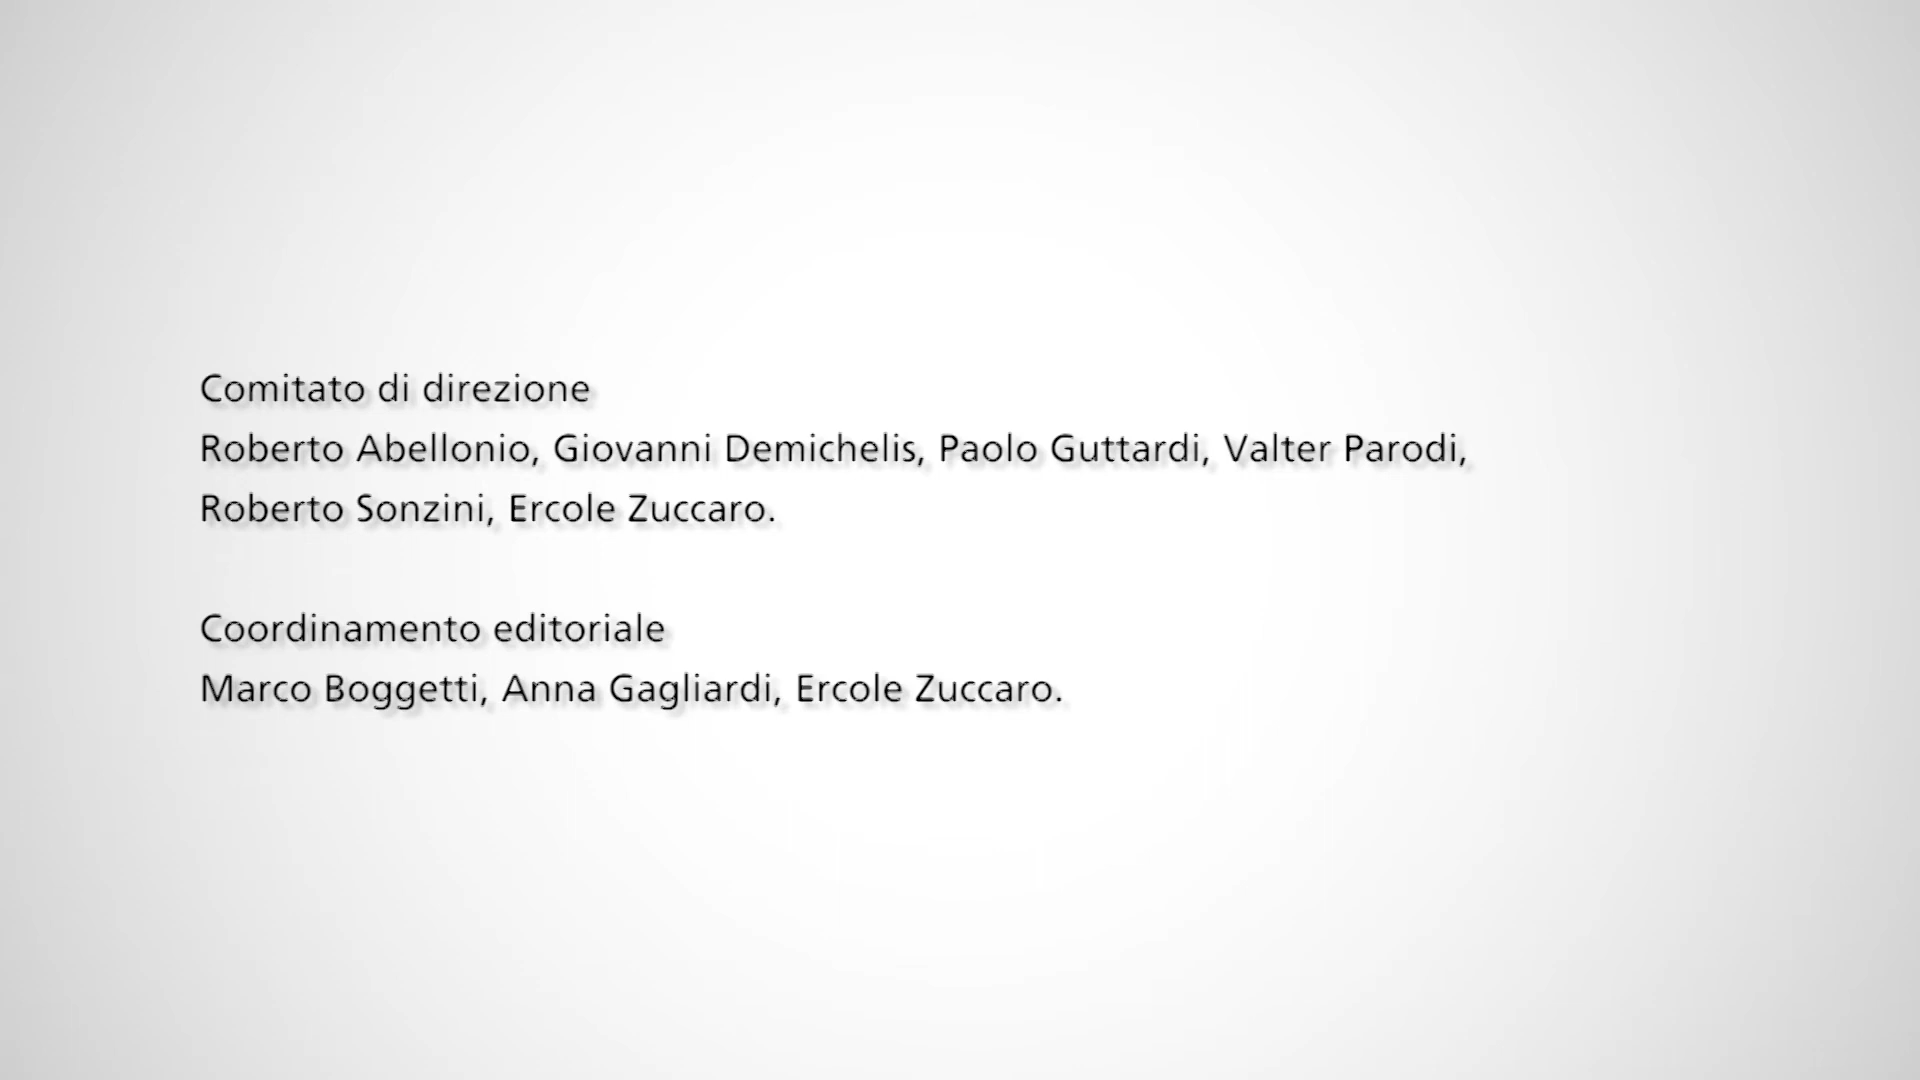 Comitato di direzione
Roberto Abellonio, Giovanni Demichelis, Paolo Guttardi, Valter Parodi,
Roberto Sonzini, Ercole Zuccaro.
Coordinamento editoriale
Marco Boggetti, Anna Gagliardi, Ercole Zuccaro.